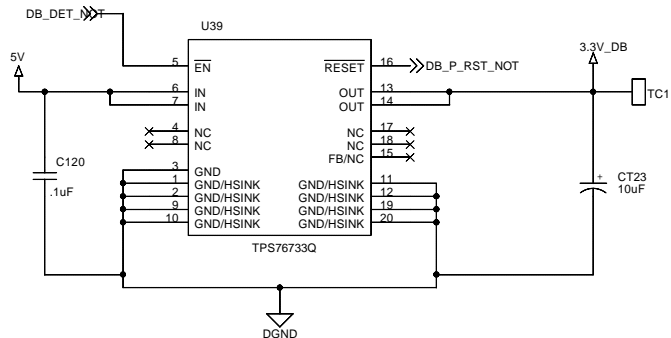 DB_DET_NOT
U39
5V
3.3V_DB
5 EN RESET 16 DB_P_RST_NOT
6 IN OUT 13
7 IN OUT 14
TC1
4 NC NC 17
8 NC NC 18
FB/NC 15
C120
.1uF
3 GND
1 GND/HSINK GND/HSINK 11
2 GND/HSINK GND/HSINK 12
9 GND/HSINK GND/HSINK 19
10 GND/HSINK GND/HSINK 20
+
CT23
10uF
TPS76733Q
DGND